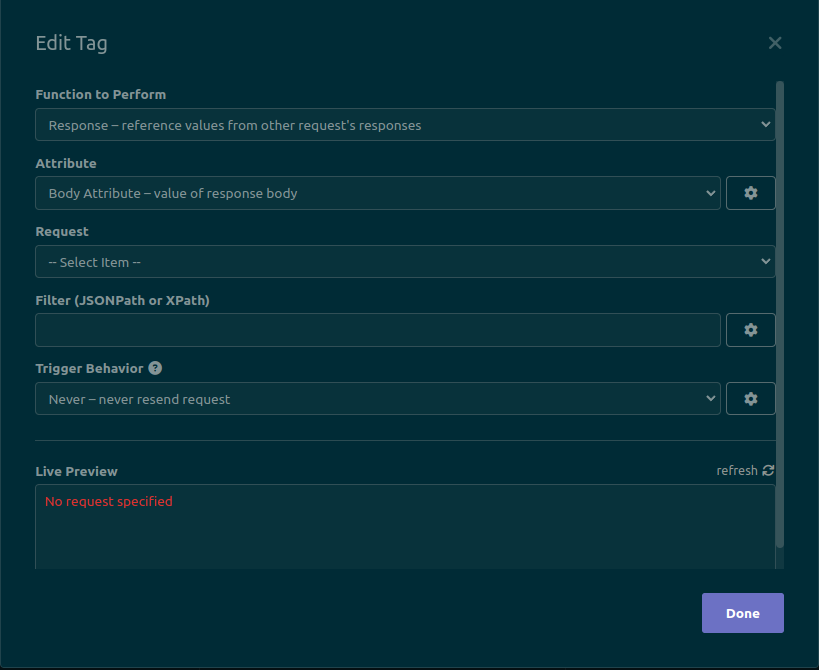 Edit Tag
Function to Perform
Response – reference values from other request's responses
Attribute
Body Attribute – value of response body
Request
-- Select Item --
Filter (JSONPath or XPath)
Trigger Behavior ?
Never – never resend request
Live Preview
refresh
No request specified
Done